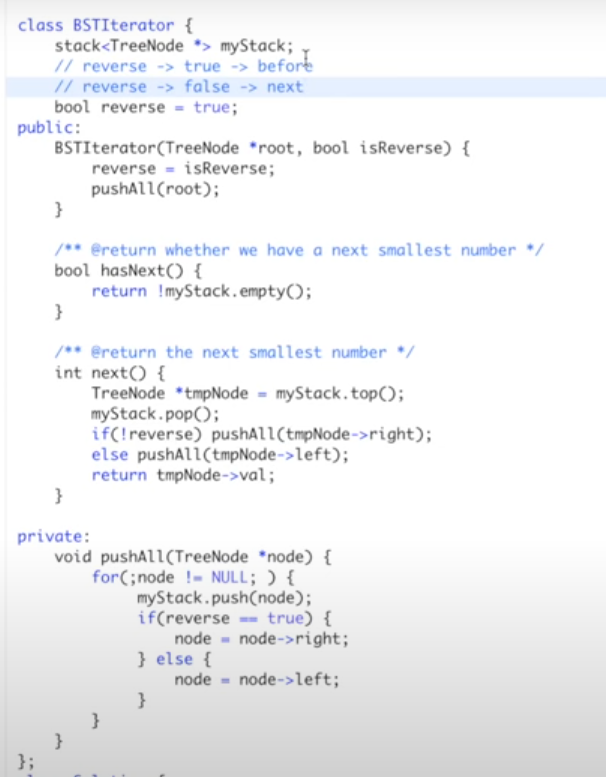 class BSTIterator {
    stack<TreeNode *> myStack;
    // reverse -> true -> before
    // reverse -> false -> next
    bool reverse = true;
public:
    BSTIterator(TreeNode *root, bool isReverse) {
        reverse = isReverse;
        pushAll(root);
    }

    /** @return whether we have a next smallest number */
    bool hasNext() {
        return !myStack.empty();
    }

    /** @return the next smallest number */
    int next() {
        TreeNode *tmpNode = myStack.top();
        myStack.pop();
        if(!reverse) pushAll(tmpNode->right);
        else pushAll(tmpNode->left);
        return tmpNode->val;
    }

private:
    void pushAll(TreeNode *node) {
        for(;node != NULL; ) {
             myStack.push(node);
             if(reverse == true) {
                 node = node->right;
             } else {
                 node = node->left;
             }
        }
    }
};